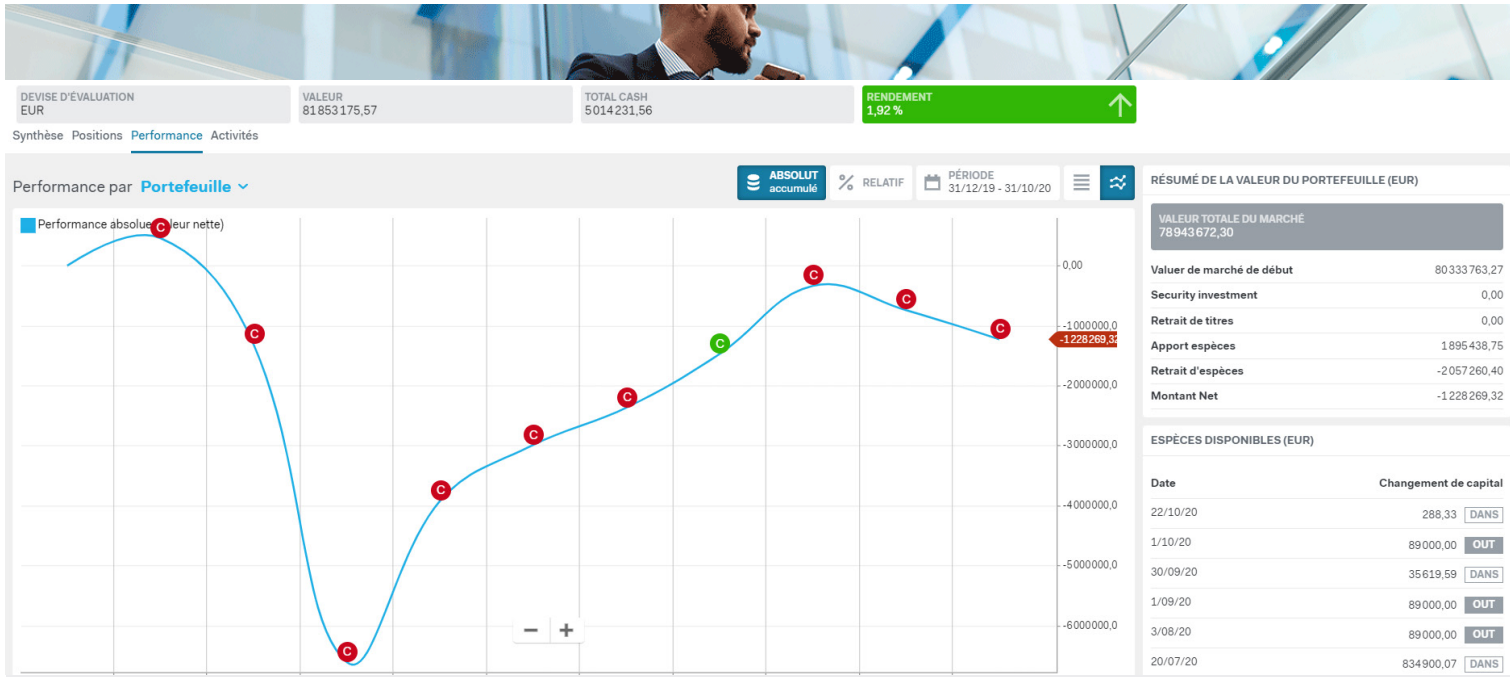 DEVISE D'ÉVALUATION
EUR
VALEUR
81853175,57
TOTAL CASH
5014231,56
RENDEMENT
1,92 %
Synthèse Positions Performance Activités
Performance par Portefeuille
ABSOLUT
accumulé
RELATIF
PÉRIODE
31/12/19 - 31/10/20
Performance absolue
leur nette)
C
C
C
C
C
C
C
C
C
C
0,00
-1000000,0
-1228269,32
-2000000,0
-3000000,0
-4000000,0
-5000000,0
-6000000,0
RÉSUMÉ DE LA VALEUR DU PORTEFEUILLE (EUR)
VALEUR TOTALE DU MARCHÉ
78943672,30
Valuer de marché de début 80333763,27
Security investment 0,00
Retrait de titres 0,00
Apport espèces 1895438,75
Retrait d'espèces -2057260,40
Montant Net -1228269,32
ESPÈCES DISPONIBLES (EUR)
Date Changement de capital
22/10/20 288,33 DANS
1/10/20 89000,00 OUT
30/09/20 35619,59 DANS
1/09/20 89000,00 OUT
3/08/20 89000,00 OUT
20/07/20 834900,07 DANS